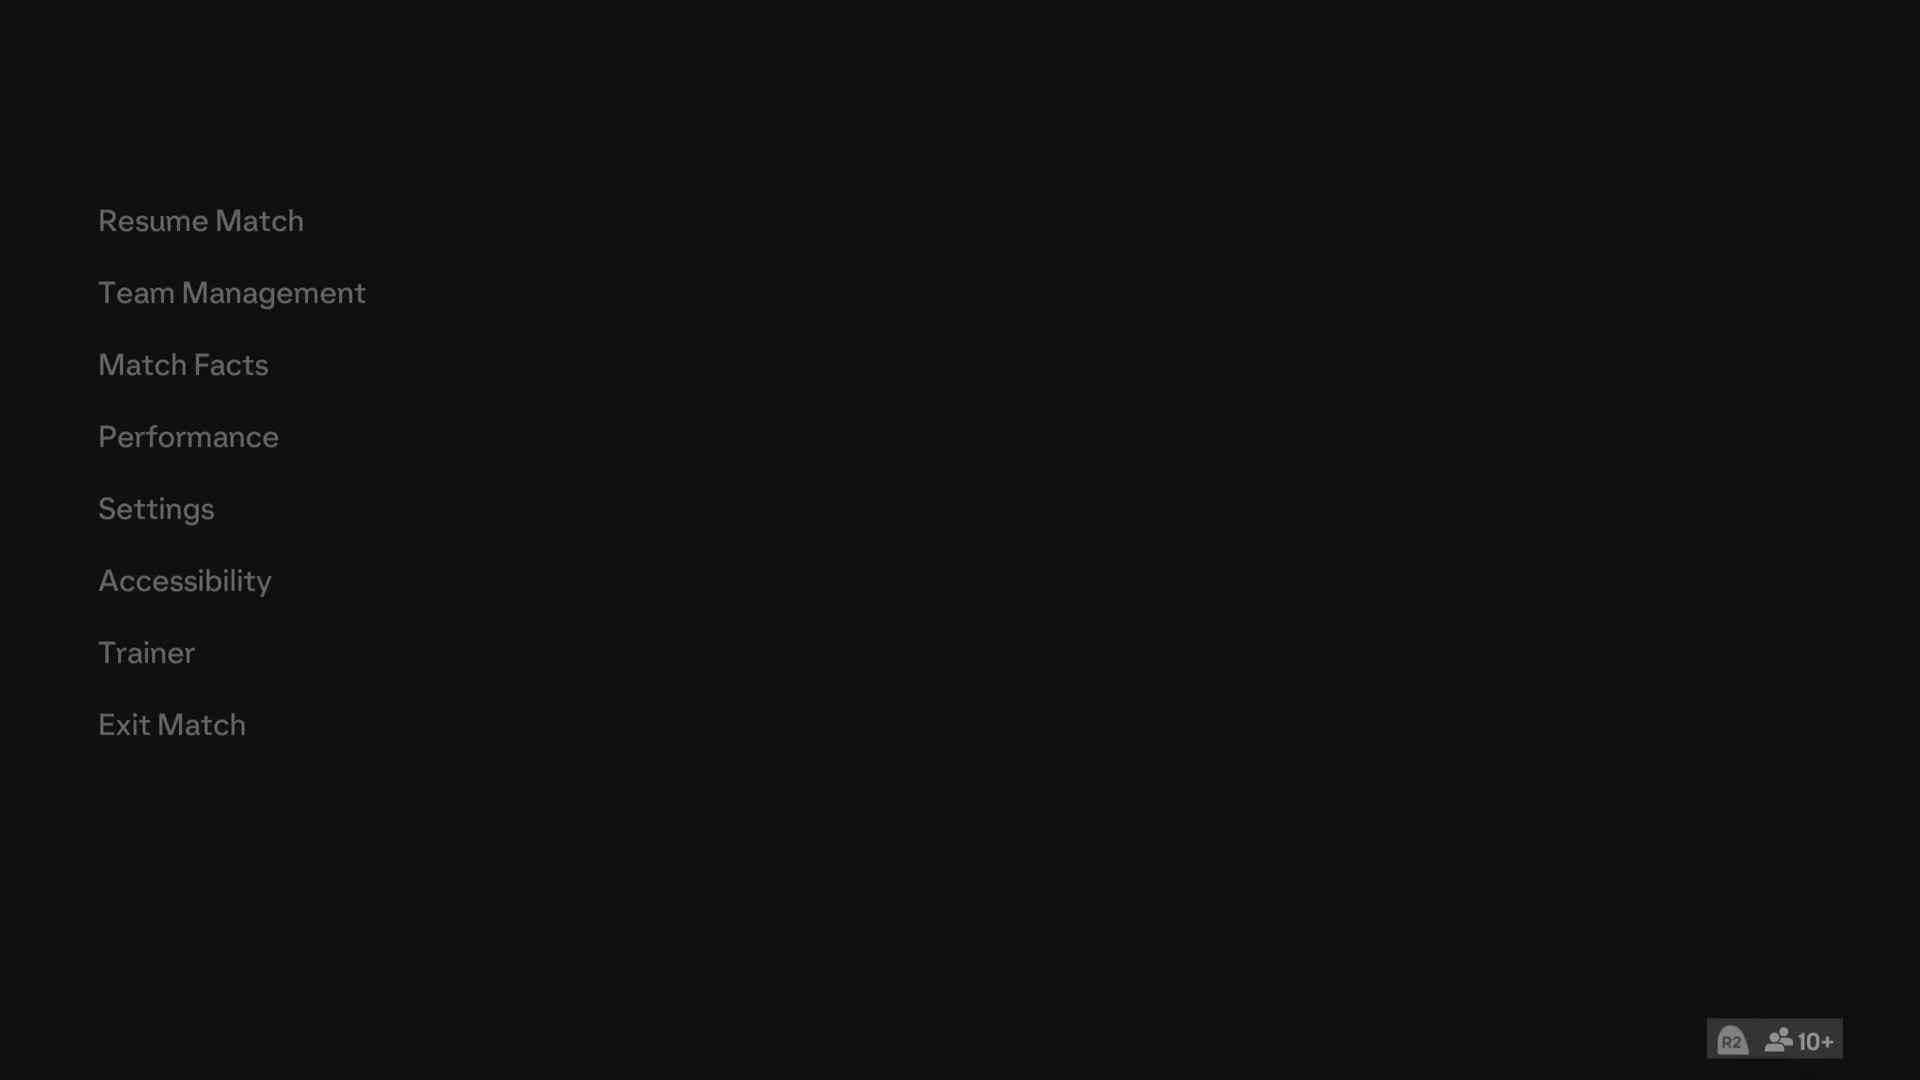 Resume Match
Team Management
Match Facts
Performance
Settings
Accessibility
Trainer
Exit Match
R2 10+